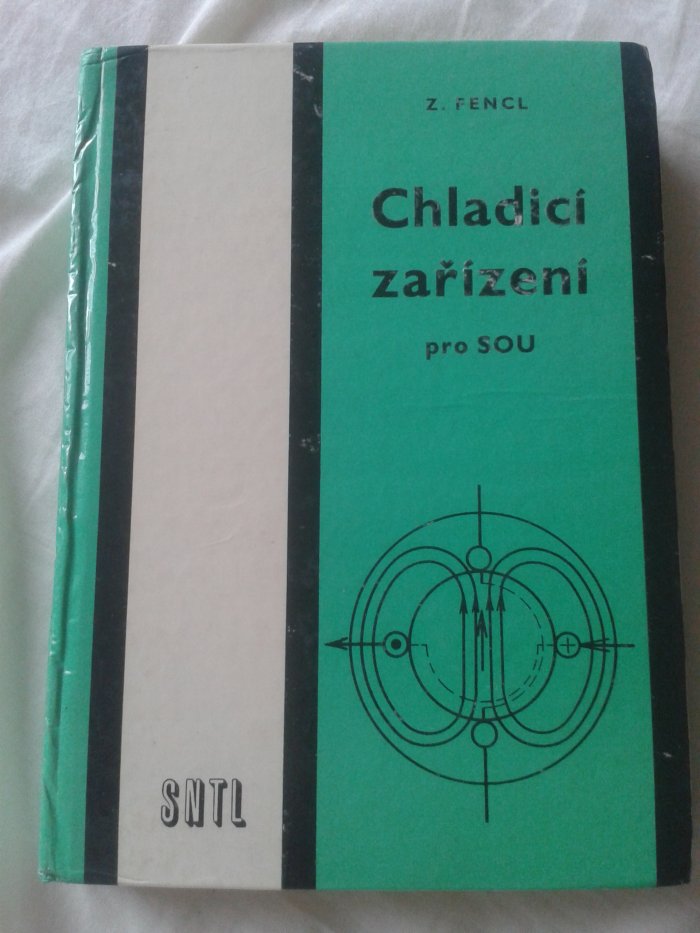 Z. FENCL
Chladicí
zařízení
pro SOU
SNTL